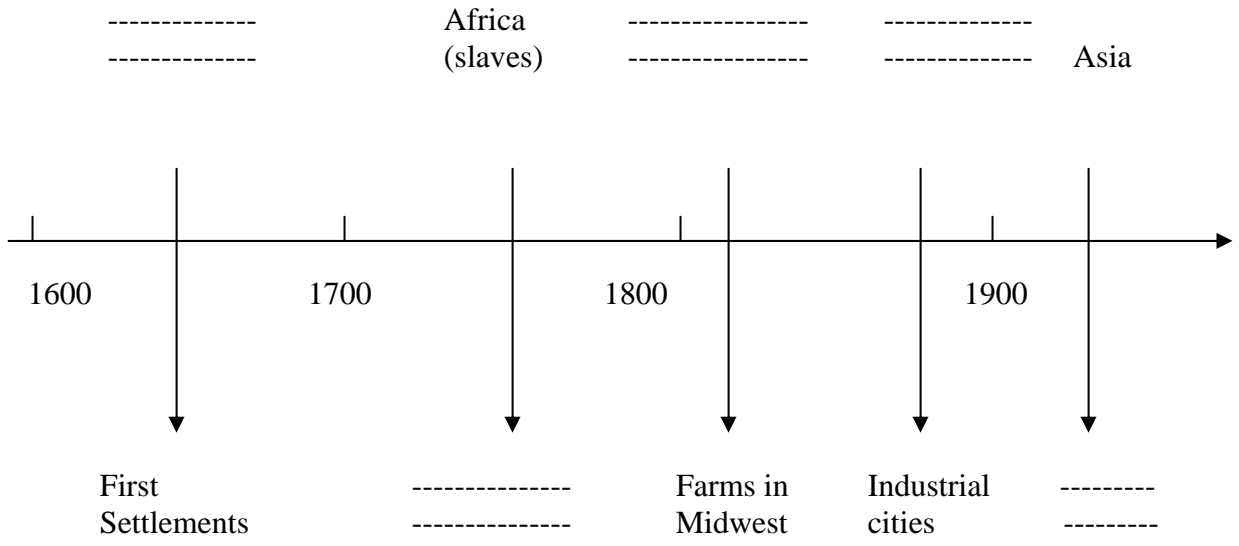 -------------- Africa ----------------- --------------
-------------- (slaves) ----------------- -------------- Asia
1600 1700 1800 1900
First --------------- Farms in Industrial ---------
Settlements --------------- Midwest cities ---------